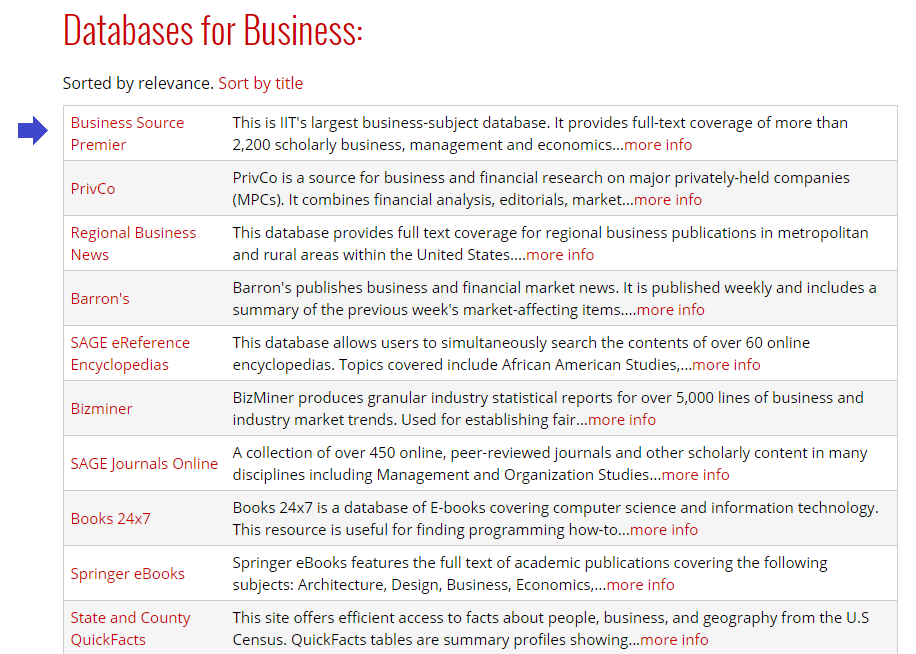 Databases for Business:
Sorted by relevance. Sort by title
Business Source
Premier
This is IIT's largest business-subject database. It provides full-text coverage of more than
2,200 scholarly business, management and economics...more info
PrivCo
PrivCo is a source for business and financial research on major privately-held companies
(MPCs). It combines financial analysis, editorials, market...more info
Regional Business
News
This database provides full text coverage for regional business publications in metropolitan
and rural areas within the United States....more info
Barron's
Barron's publishes business and financial market news. It is published weekly and includes a
summary of the previous week's market-affecting items....more info
SAGE eReference
Encyclopedias
This database allows users to simultaneously search the contents of over 60 online
encyclopedias. Topics covered include African American Studies,...more info
Bizminer
BizMiner produces granular industry statistical reports for over 5,000 lines of business and
industry market trends. Used for establishing fair...more info
SAGE Journals Online
A collection of over 450 online, peer-reviewed journals and other scholarly content in many
disciplines including Management and Organization Studies...more info
Books 24x7
Books 24x7 is a database of E-books covering computer science and information technology.
This resource is useful for finding programming how-to...more info
Springer eBooks
Springer eBooks features the full text of academic publications covering the following
subjects: Architecture, Design, Business, Economics,...more info
State and County
QuickFacts
This site offers efficient access to facts about people, business, and geography from the U.S
Census. QuickFacts tables are summary profiles showing...more info